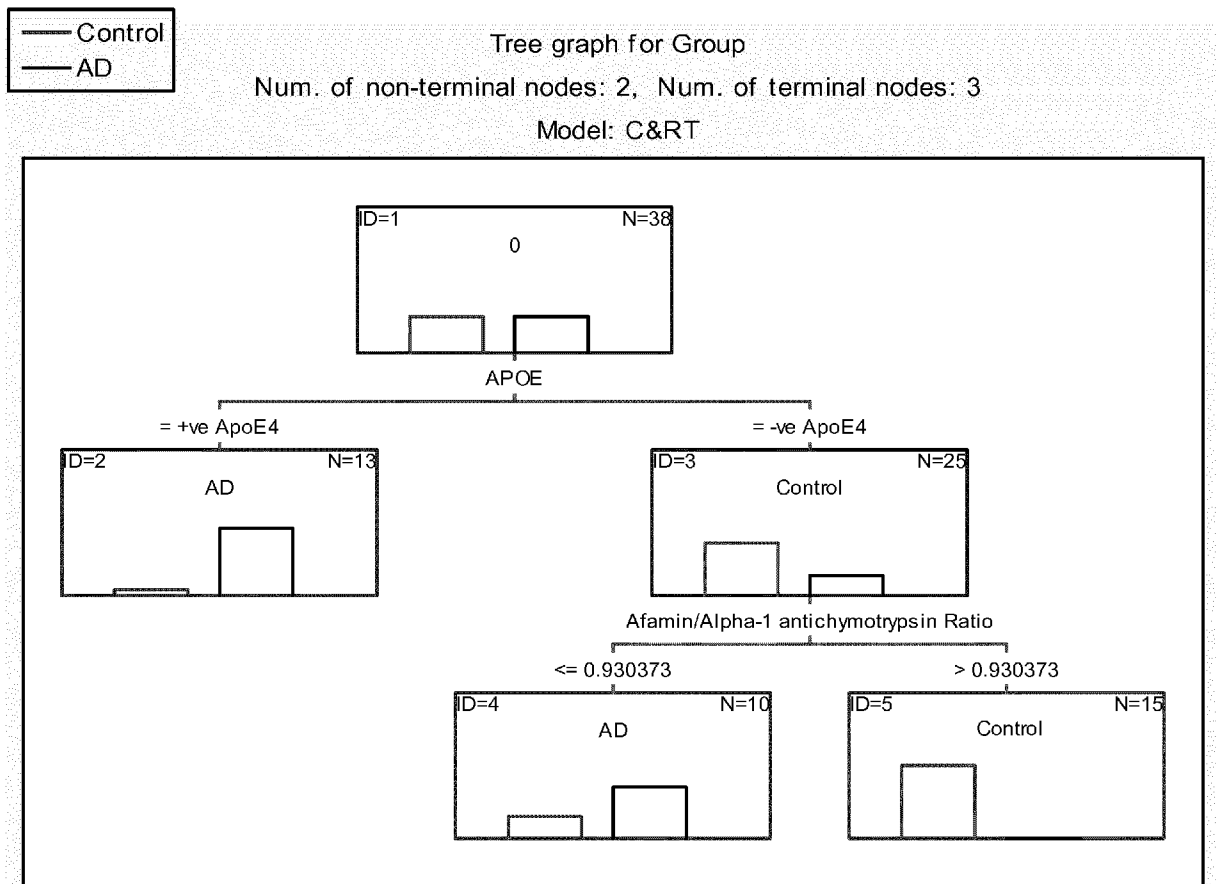 Control
AD
Tree graph for Group
Num. of non-terminal nodes: 2, Num. of terminal nodes: 3
Model: C&RT
ID=1 N=38
0
APOE
= +ve ApoE4 = -ve ApoE4
ID=2 N=13 ID=3 N=25
AD Control
Afamin/Alpha-1 antichymotrypsin Ratio
<= 0.930373 > 0.930373
ID=4 N=10 ID=5 N=15
AD Control